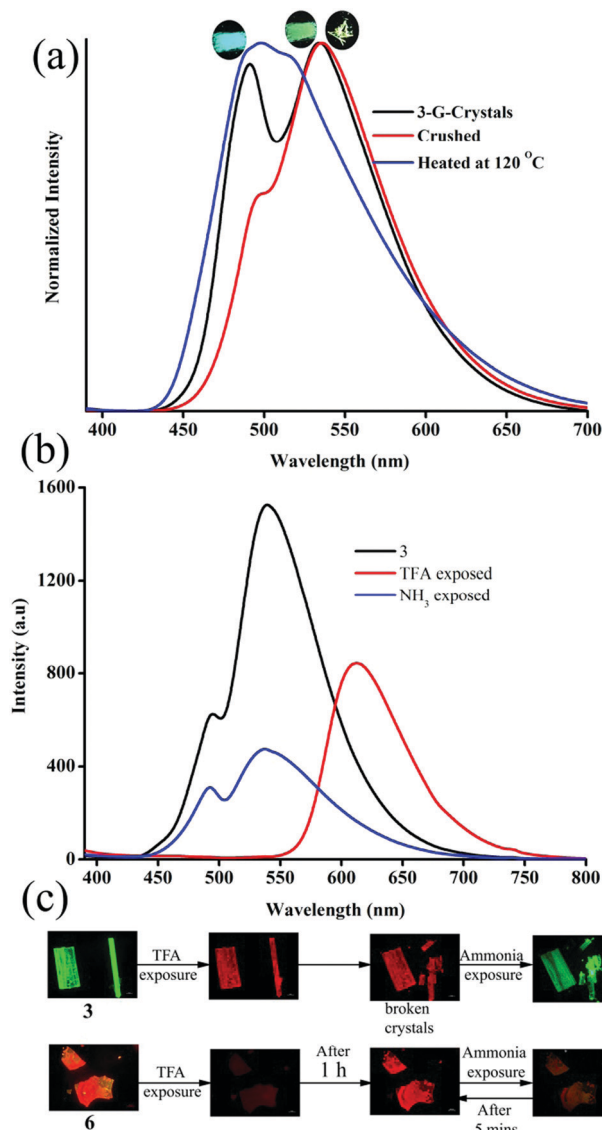 (a)
3-G-Crystals
Crushed
Heated at 120 °C
Normalized Intensity
400 450 500 550 600 650 700
Wavelength (nm)
(b)
1600
1200
800
400
0
3
TFA exposed
NH3 exposed
Intensity (a.u)
400 450 500 550 600 650 700 750 800
Wavelength (nm)
(c)
TFA
exposure
Ammonia
exposure
3
broken
crystals
TFA
exposure
After
1 h
Ammonia
exposure
6
After
5 mins